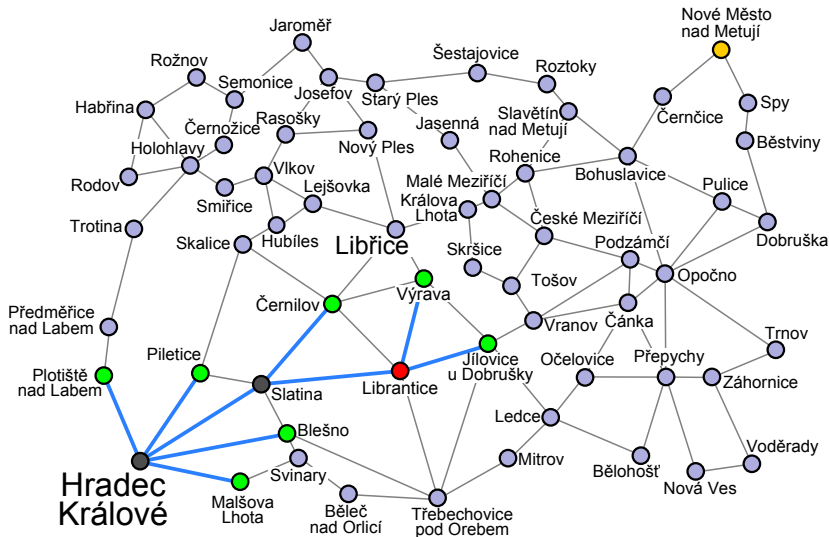 Nové Město
nad Metují
Jaroměř
Šestajovice
Rožnov
Semonice
Josefov
Starý Ples
Roztoky
Habřina
Rasošky
Černožice
Slavětín
nad Metují
Černčice
Spy
Jasenná
Nový Ples
Běstviny
Holohlavy
Rohenice
Bohuslavice
Vlkov
Lejšovka
Rodov
Smiřice
Malé Meziříčí
Králova
Lhota
Pulice
Trotina
Hubíles
Skalice
Libřice
České Meziříčí
Podzámčí
Dobruška
Skršice
Tošov
Opočno
Černilov
Výrava
Předměřice
nad Labem
Vranov
Čánka
Trnov
Piletice
Plotiště
nad Labem
Slatina
Librantice
Jílovice
u Dobrušky
Očelovice
Přepychy
Záhornice
Blešno
Ledce
Hradec
Králové
Svinary
Malšova
Lhota
Běleč
nad Orlicí
Třebechovice
pod Orebem
Mitrov
Bělohošť
Nová Ves
Voděrady